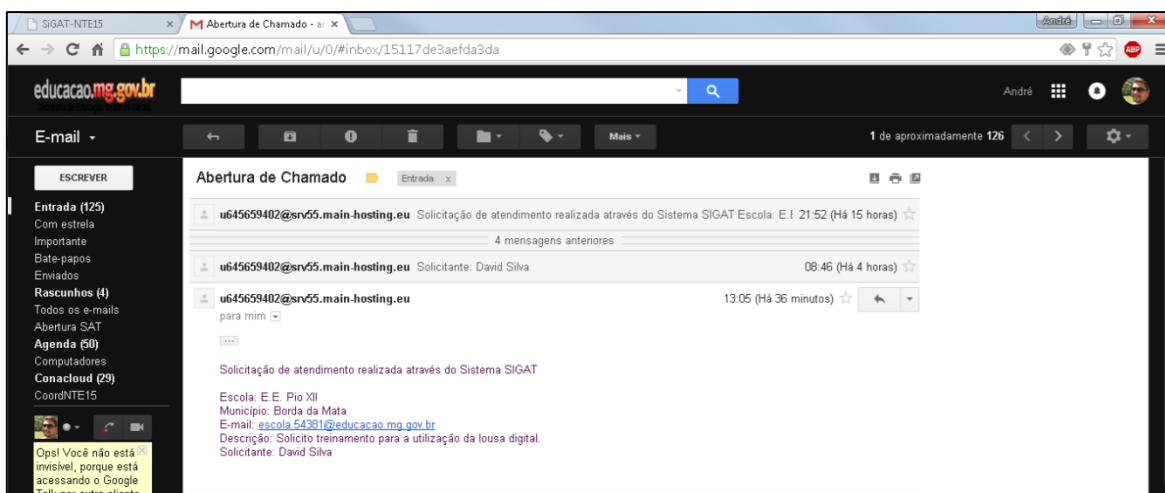 SiGAT-NTE15
Abertura de Chamado - a
André
https://mail.google.com/mail/u/0/#inbox/15117de3aefda3da
ABP
educacao.mg.gov.br
André
E-mail
Mais
1 de aproximadamente 126
ESCREVER
Abertura de Chamado
Entrada x
Entrada (125)
u645659402@srv55.main-hosting.eu Solicitação de atendimento realizada através do Sistema SIGAT Escola: E.E 21:52 (Há 15 horas)
Com estrela
Importante
4 mensagens anteriores
Bate-papos
u645659402@srv55.main-hosting.eu Solicitante: David Silva 08:46 (Há 4 horas)
Enviados
Rascunhos (4)
u645659402@srv55.main-hosting.eu 13:05 (Há 36 minutos)
Todos os e-mails
para mim
Abertura SAT
Agenda (50)
Computadores
Conacloud (29)
CoordNTE15
Solicitação de atendimento realizada através do Sistema SIGAT
Escola: E.E. Pio XII
Município: Borda da Mata
E-mail: escola.54381@educacao.mg.gov.br
Descrição: Solicito treinamento para a utilização da lousa digital.
Solicitante: David Silva
Ops! Você não está
invisível, porque está
acessando o Google
Talk por outro cliente